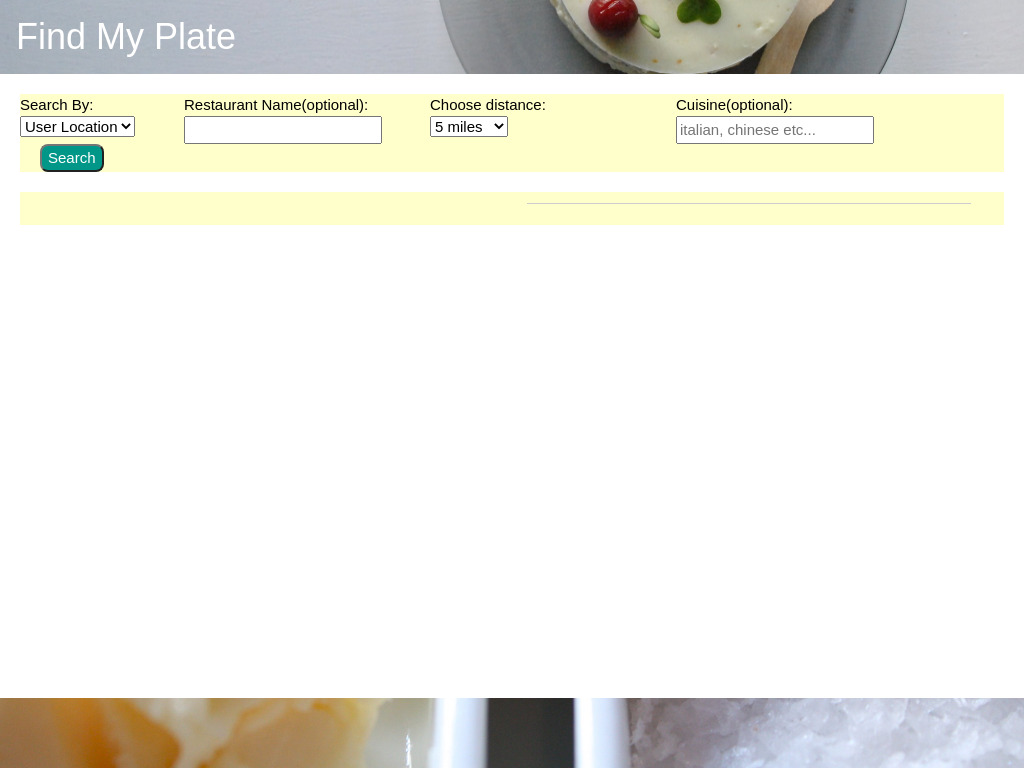 Find My Plate
Search By: Restaurant Name(optional): Choose distance: Cuisine(optional):
User Location 5 miles italian, chinese etc...
Search